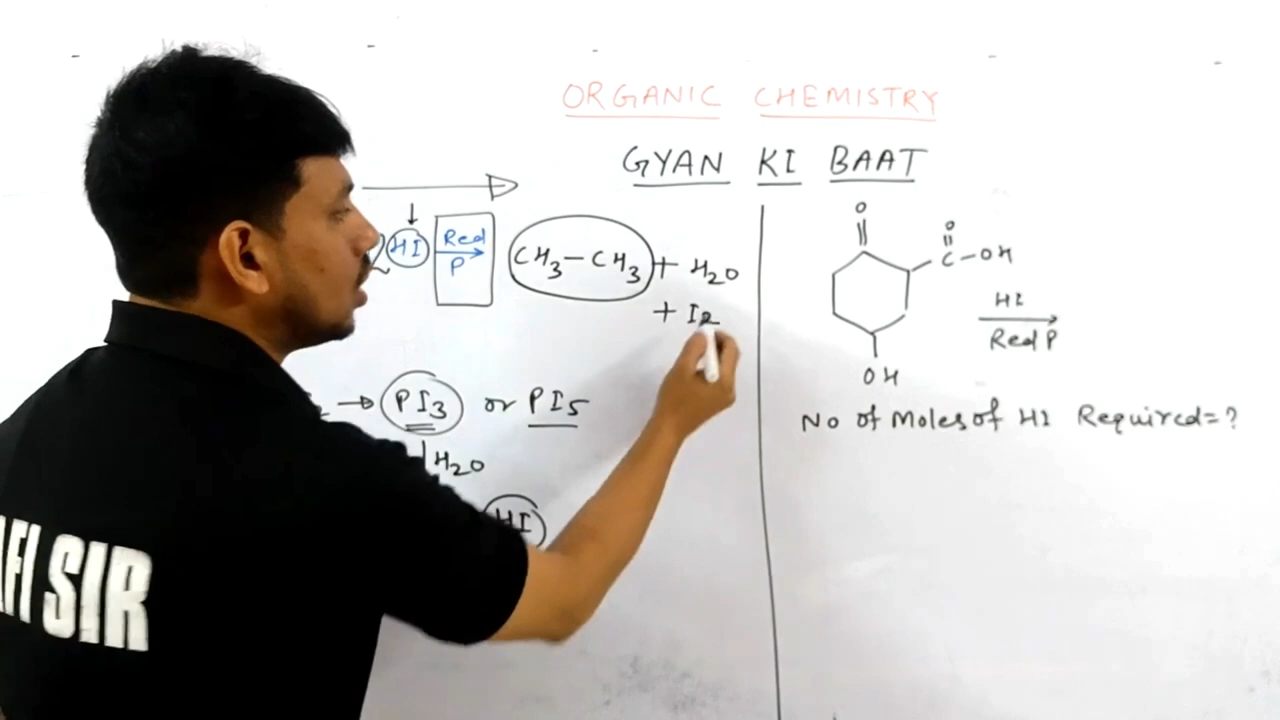 ORGANIC CHEMISTRY
GYAN KI BAAT
HI Red P
CH3-CH3 + H2O
+ I2
→ PI3 or PI5
H2O
HI
O
O
C-OH
HI
Red P
OH
No of Moles of HI Required=?
FI SIR